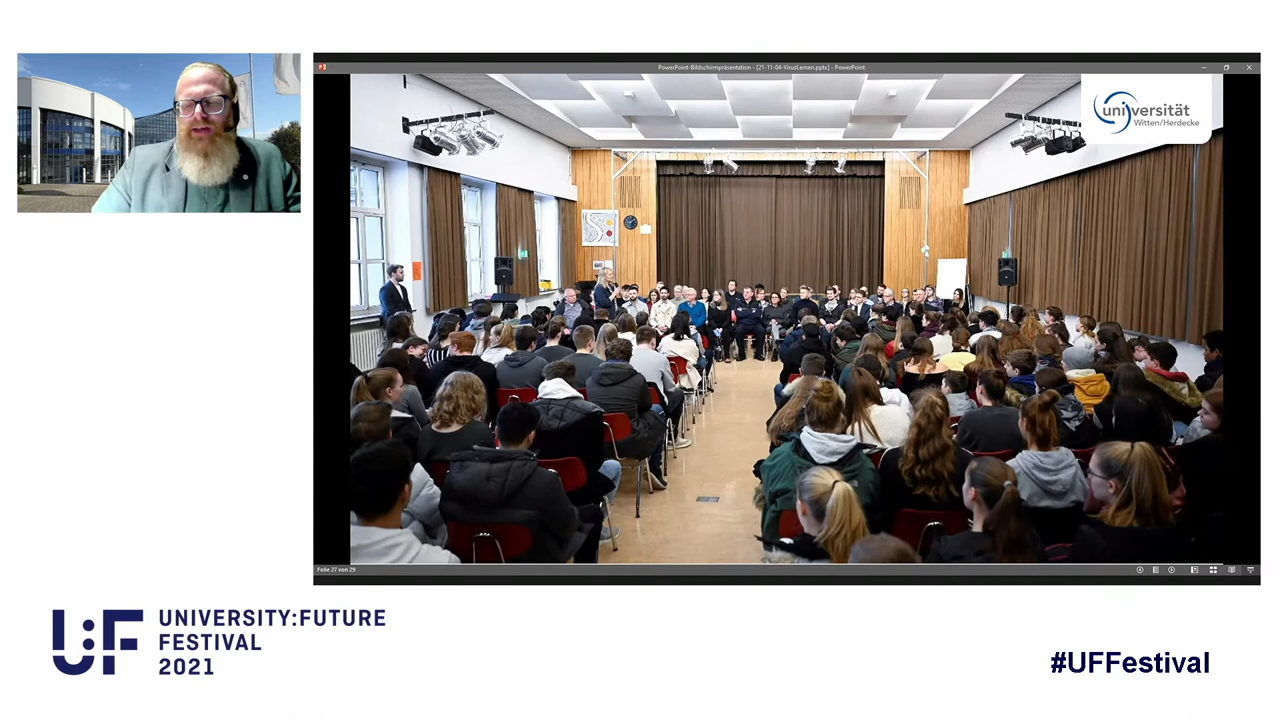 PowerPoint-Bildschirmpräsentation - [21-11-04-VirusLernen.pptx] - PowerPoint
universität
Witten/Herdecke
Folie 27 von 29
U:F
UNIVERSITY:FUTURE
FESTIVAL
2021
#UFFestival